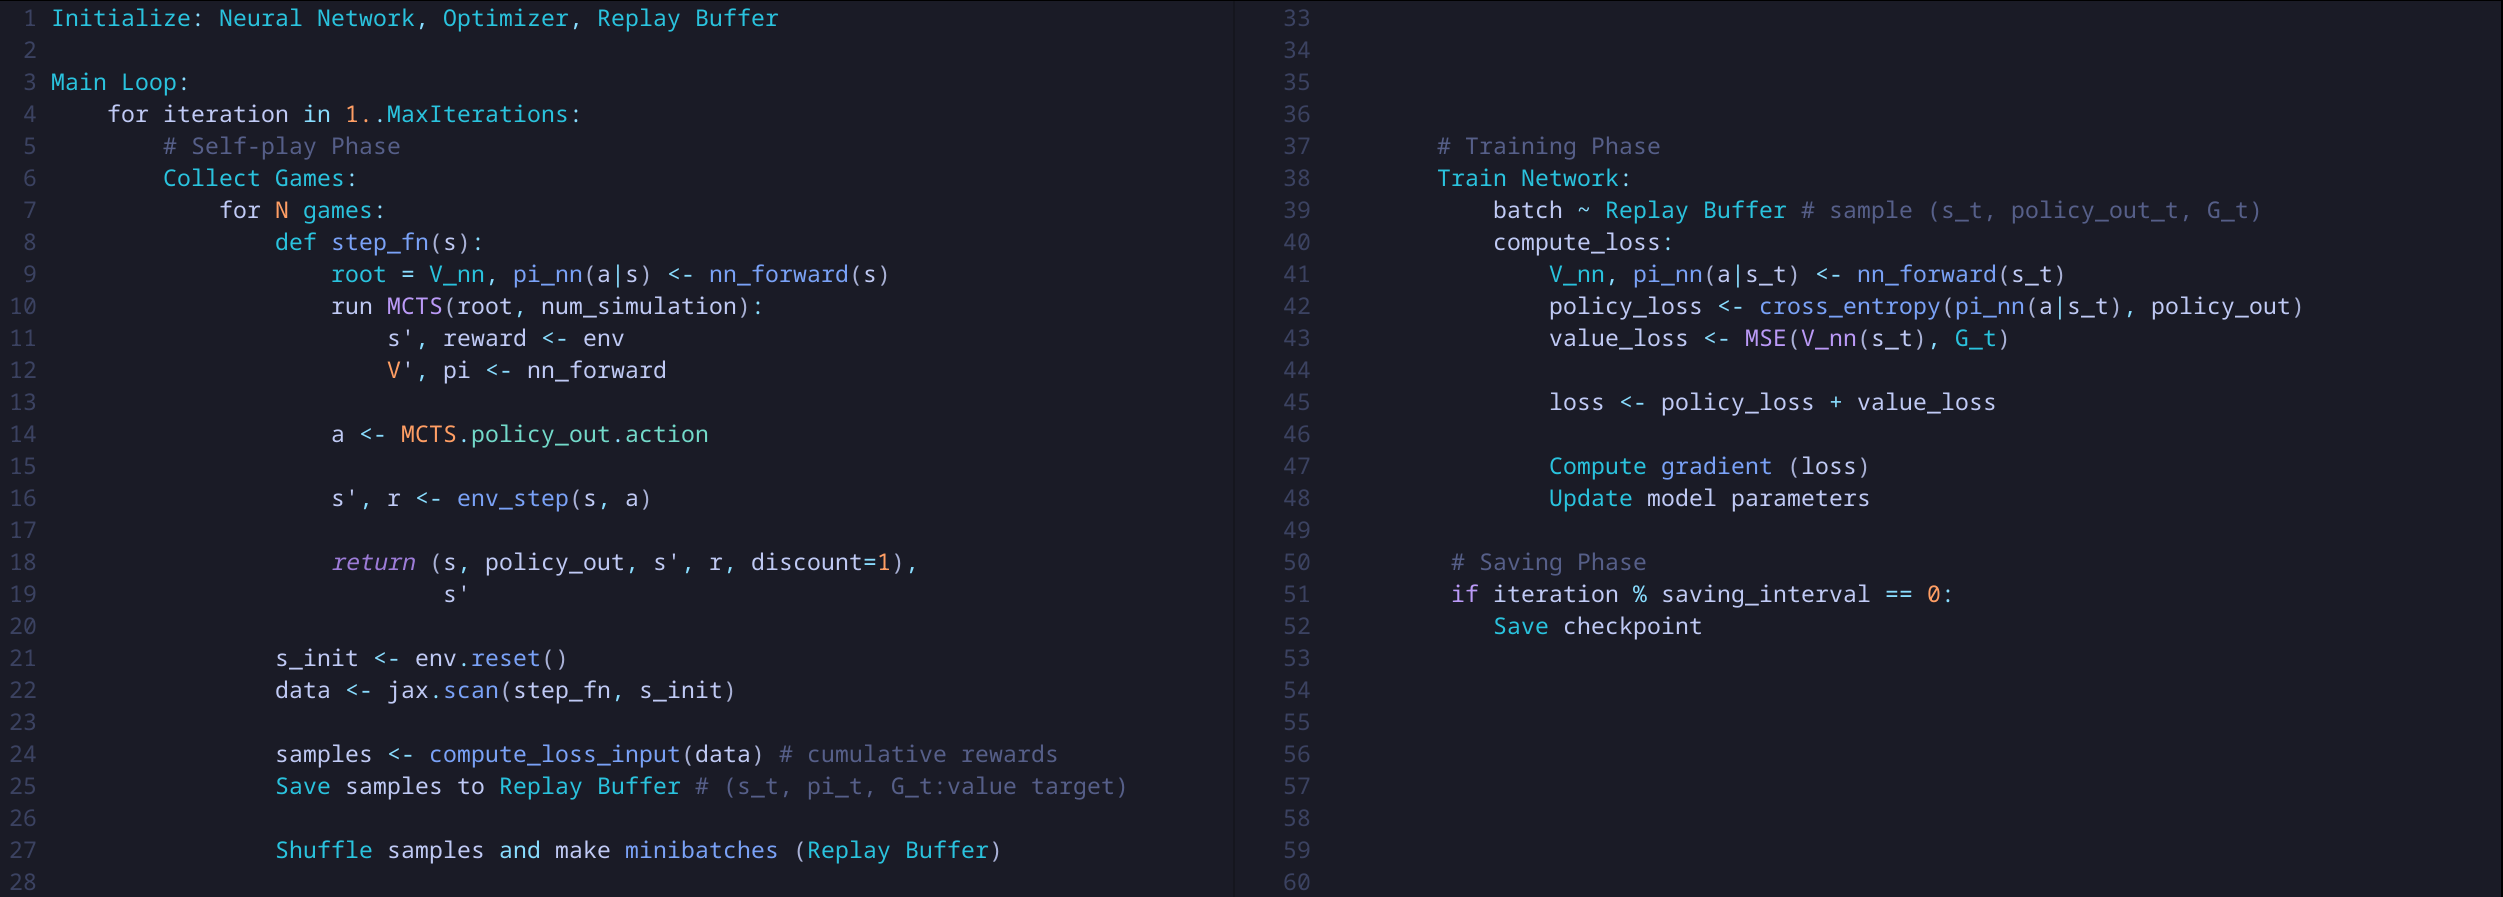 1 Initialize: Neural Network, Optimizer, Replay Buffer
2
3 Main Loop:
4     for iteration in 1..MaxIterations:
5         # Self-play Phase
6         Collect Games:
7             for N games:
8                 def step_fn(s):
9                     root = V_nn, pi_nn(a|s) <- nn_forward(s)
10                     run MCTS(root, num_simulation):
11                         s', reward <- env
12                         V', pi <- nn_forward
13
14                     a <- MCTS.policy_out.action
15
16                     s', r <- env_step(s, a)
17
18                     return (s, policy_out, s', r, discount=1),
19                             s'
20
21                 s_init <- env.reset()
22                 data <- jax.scan(step_fn, s_init)
23
24                 samples <- compute_loss_input(data) # cumulative rewards
25                 Save samples to Replay Buffer # (s_t, pi_t, G_t:value target)
26
27                 Shuffle samples and make minibatches (Replay Buffer)
28
33
34
35
36
37         # Training Phase
38         Train Network:
39             batch ~ Replay Buffer # sample (s_t, policy_out_t, G_t)
40             compute_loss:
41                 V_nn, pi_nn(a|s_t) <- nn_forward(s_t)
42                 policy_loss <- cross_entropy(pi_nn(a|s_t), policy_out)
43                 value_loss <- MSE(V_nn(s_t), G_t)
44
45                 loss <- policy_loss + value_loss
46
47                 Compute gradient (loss)
48                 Update model parameters
49
50          # Saving Phase
51          if iteration % saving_interval == 0:
52             Save checkpoint
53
54
55
56
57
58
59
60